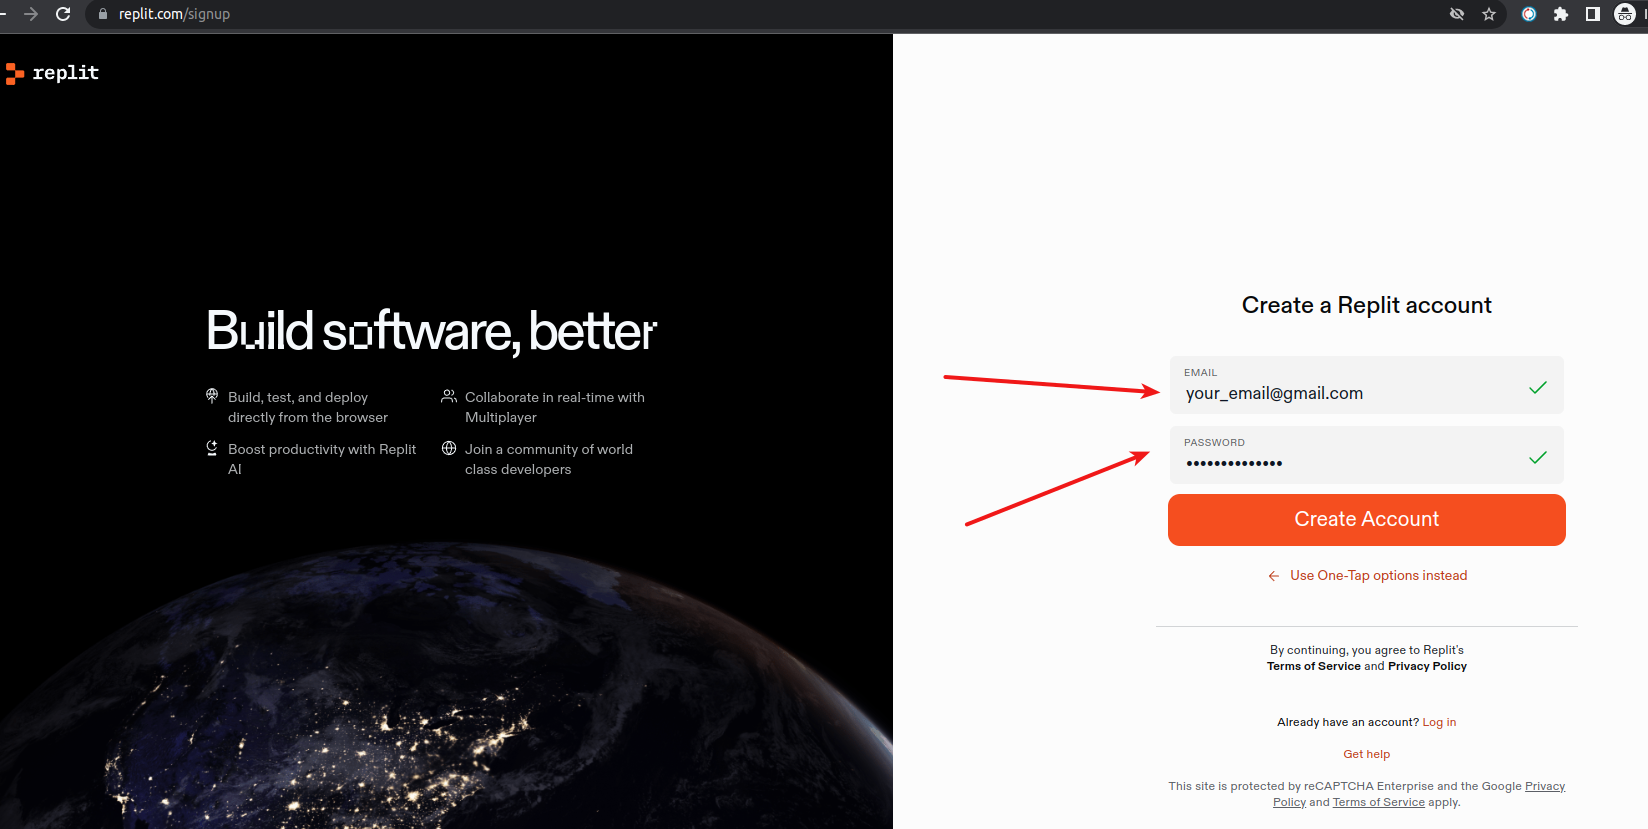 replit.com/signup
replit
Build software, better
Build, test, and deploy
directly from the browser
Collaborate in real-time with
Multiplayer
Boost productivity with Replit
AI
Join a community of world
class developers
Create a Replit account
EMAIL
your_email@gmail.com
PASSWORD
••••••••••••••
Create Account
← Use One-Tap options instead
By continuing, you agree to Replit's
Terms of Service and Privacy Policy
Already have an account? Log in
Get help
This site is protected by reCAPTCHA Enterprise and the Google Privacy
Policy and Terms of Service apply.